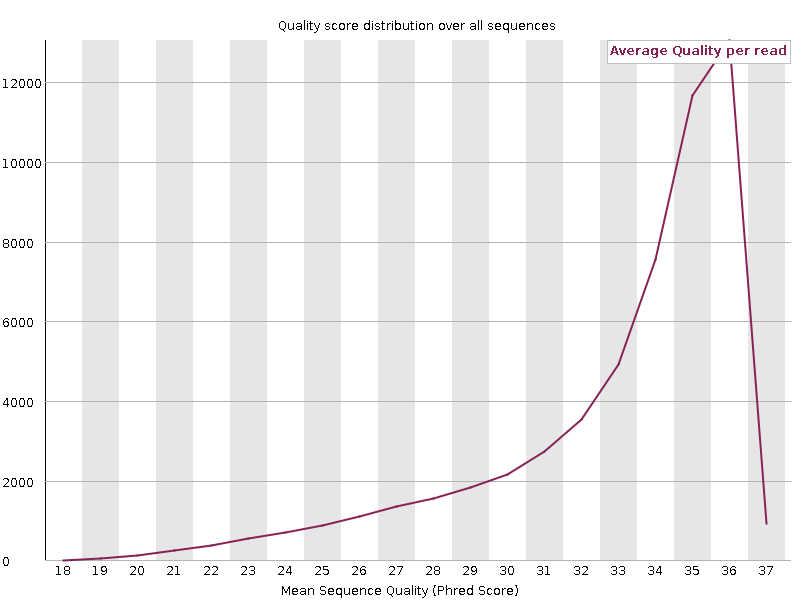 Quality score distribution over all sequences
Average Quality per read
12000
10000
8000
6000
4000
2000
0
18 19 20 21 22 23 24 25 26 27 28 29 30 31 32 33 34 35 36 37
Mean Sequence Quality (Phred Score)